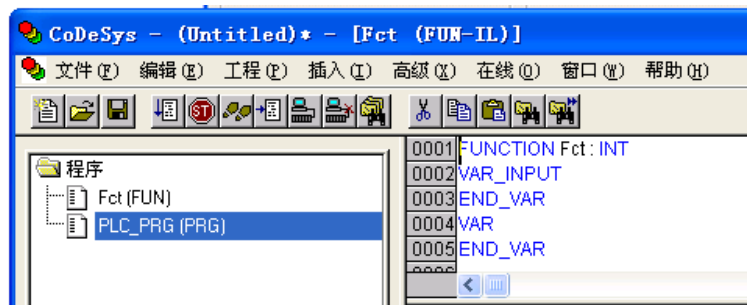 CoDeSys - (Untitled)* - [Fct (FUN-IL)]
文件(F) 编辑(E) 工程(P) 插入(I) 高级(X) 在线(O) 窗口(W) 帮助(H)
ST
程序
Fct (FUN)
PLC_PRG (PRG)
0001 FUNCTION Fct : INT
0002 VAR_INPUT
0003 END_VAR
0004 VAR
0005 END_VAR